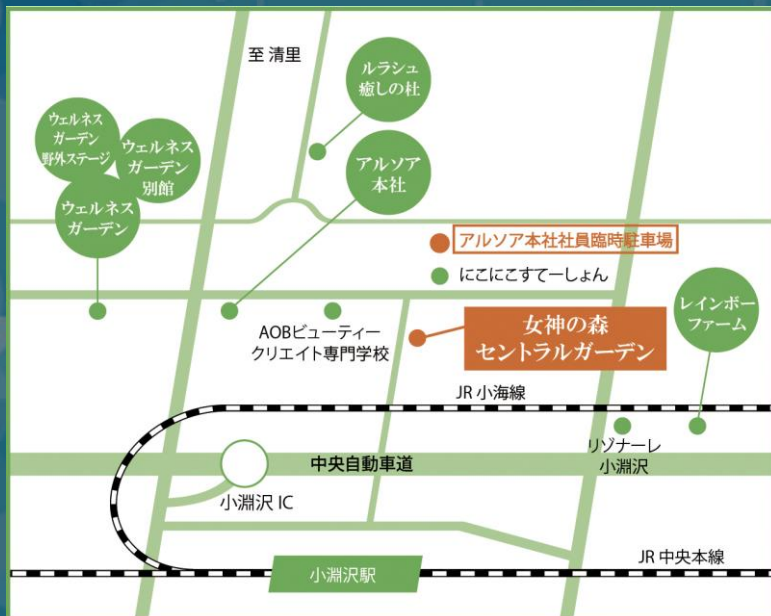 至 清里
ルラシュ
癒しの杜
ウェルネス
ガーデン
野外ステージ
ウェルネス
ガーデン
別館
ウェルネス
ガーデン
アルソア
本社
アルソア本社社員臨時駐車場
にこにこすてーしょん
レインボー
ファーム
AOBビューティー
クリエイト専門学校
女神の森
セントラルガーデン
JR 小海線
リゾナーレ
小淵沢
中央自動車道
小淵沢 IC
JR 中央本線
小淵沢駅